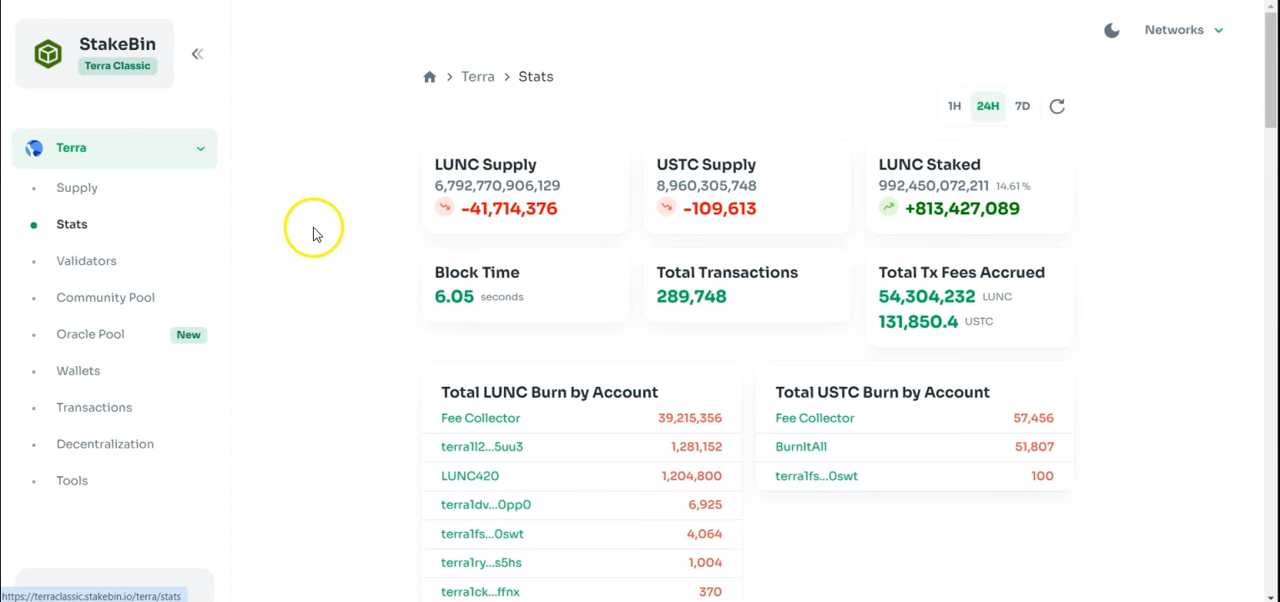 StakeBin
Terra Classic
Networks
Terra > Stats
1H 24H 7D
Terra
Supply
Stats
Validators
Community Pool
Oracle Pool New
Wallets
Transactions
Decentralization
Tools
LUNC Supply
6,792,770,906,129
-41,714,376
USTC Supply
8,960,305,748
-109,613
LUNC Staked
992,450,072,211 14.61 %
+813,427,089
Block Time
6.05 seconds
Total Transactions
289,748
Total Tx Fees Accrued
54,304,232 LUNC
131,850.4 USTC
Total LUNC Burn by Account
Fee Collector 39,215,356
terra1l2...5uu3 1,281,152
LUNC420 1,204,800
terra1dv...0pp0 6,925
terra1fs...0swt 4,064
terra1ry...s5hs 1,004
terra1ck...ffnx 370
Total USTC Burn by Account
Fee Collector 57,456
BurnItAll 51,807
terra1fs...0swt 100
https://terraclassic.stakebin.io/terra/stats